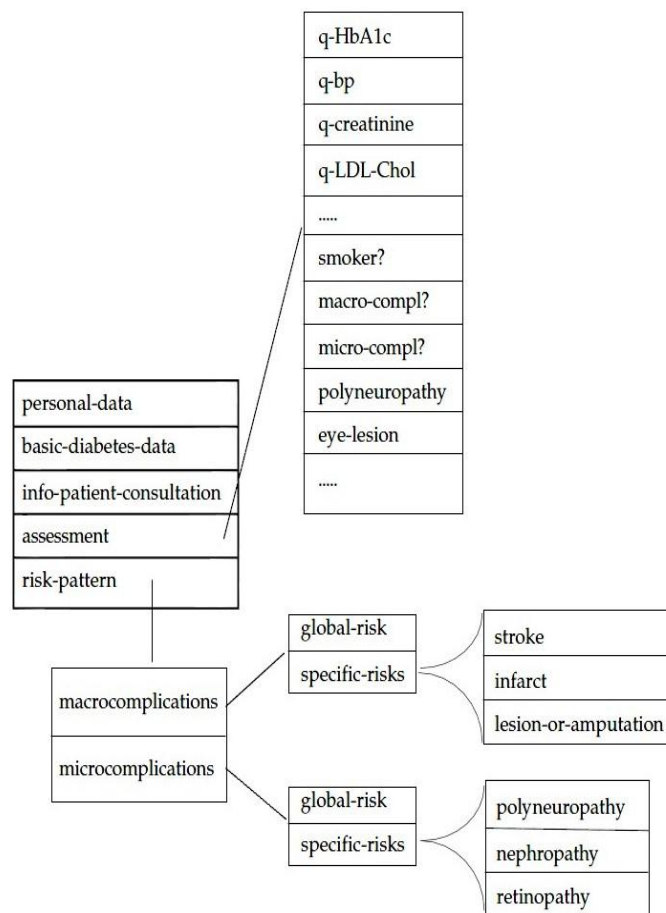 q-HbA1c
q-bp
q-creatinine
q-LDL-Chol
.....
smoker?
macro-compl?
micro-compl?
polyneuropathy
eye-lesion
.....
personal-data
basic-diabetes-data
info-patient-consultation
assessment
risk-pattern
macrocomplications
microcomplications
global-risk
specific-risks
stroke
infarct
lesion-or-amputation
global-risk
specific-risks
polyneuropathy
nephropathy
retinopathy